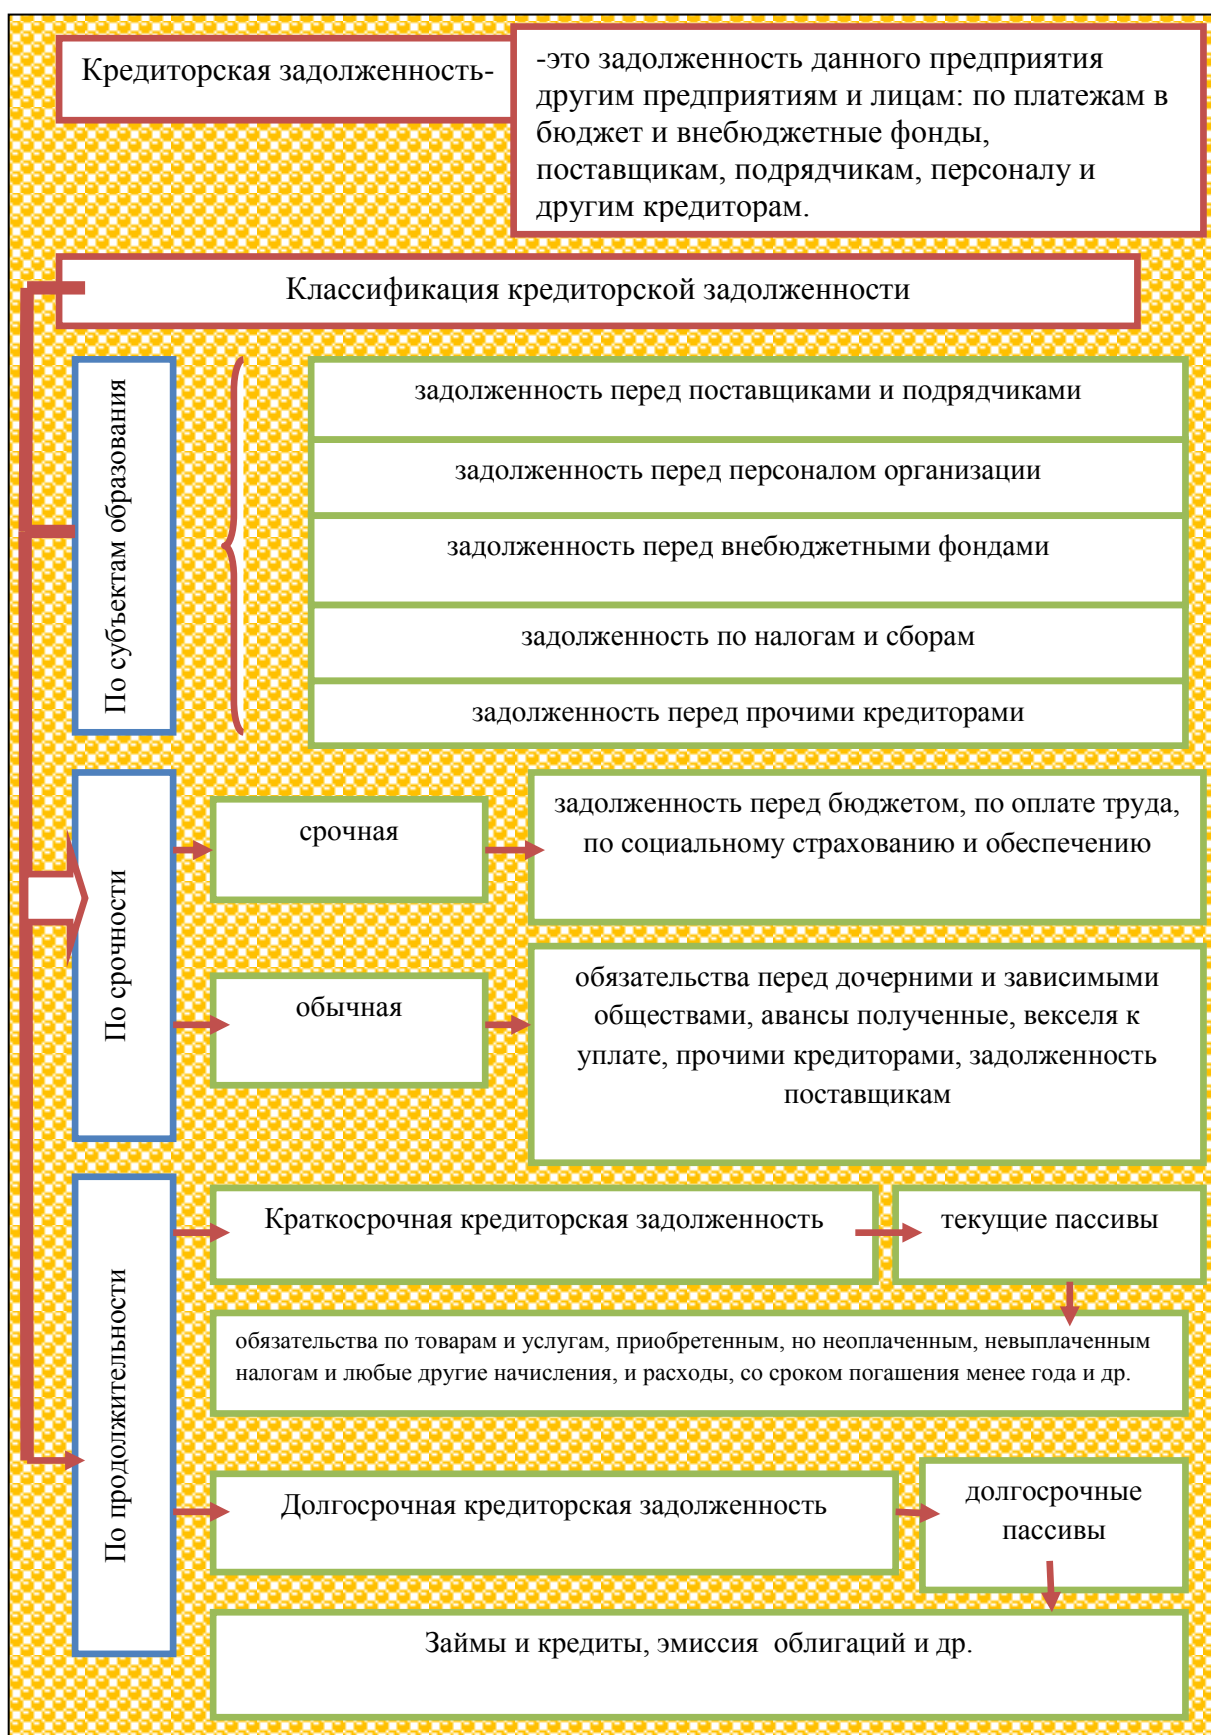 Кредиторская задолженность-
-это задолженность данного предприятия
другим предприятиям и лицам: по платежам в
бюджет и внебюджетные фонды,
поставщикам, подрядчикам, персоналу и
другим кредиторам.
Классификация кредиторской задолженности
По субъектам образования
задолженность перед поставщиками и подрядчиками
задолженность перед персоналом организации
задолженность перед внебюджетными фондами
задолженность по налогам и сборам
задолженность перед прочими кредиторами
По срочности
срочная
задолженность перед бюджетом, по оплате труда,
по социальному страхованию и обеспечению
обычная
обязательства перед дочерними и зависимыми
обществами, авансы полученные, векселя к
уплате, прочими кредиторами, задолженность
поставщикам
По продолжительности
Краткосрочная кредиторская задолженность
текущие пассивы
обязательства по товарам и услугам, приобретенным, но неоплаченным, невыплаченным
налогам и любые другие начисления, и расходы, со сроком погашения менее года и др.
Долгосрочная кредиторская задолженность
долгосрочные
пассивы
Займы и кредиты, эмиссия  облигаций и др.